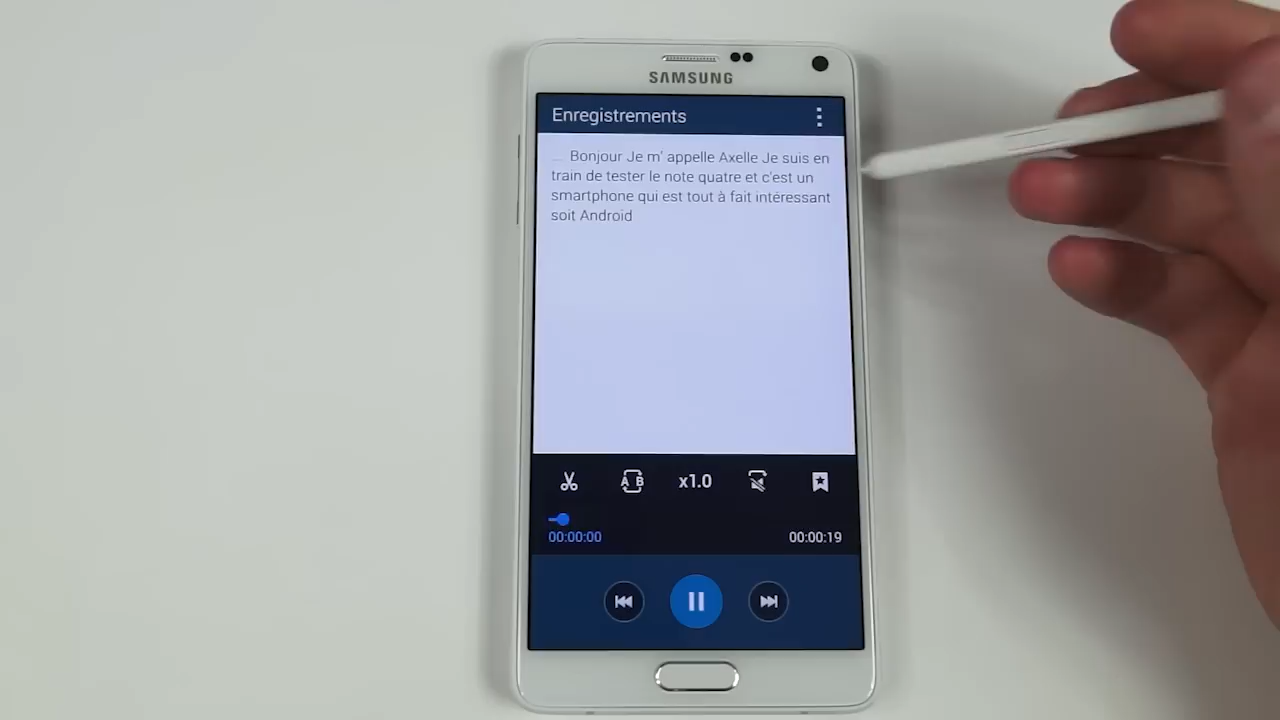 SAMSUNG
Enregistrements
... Bonjour Je m' appelle Axelle Je suis en
train de tester le note quatre et c'est un
smartphone qui est tout à fait intéressant
soit Android
A B
x1.0
00:00:00
00:00:19